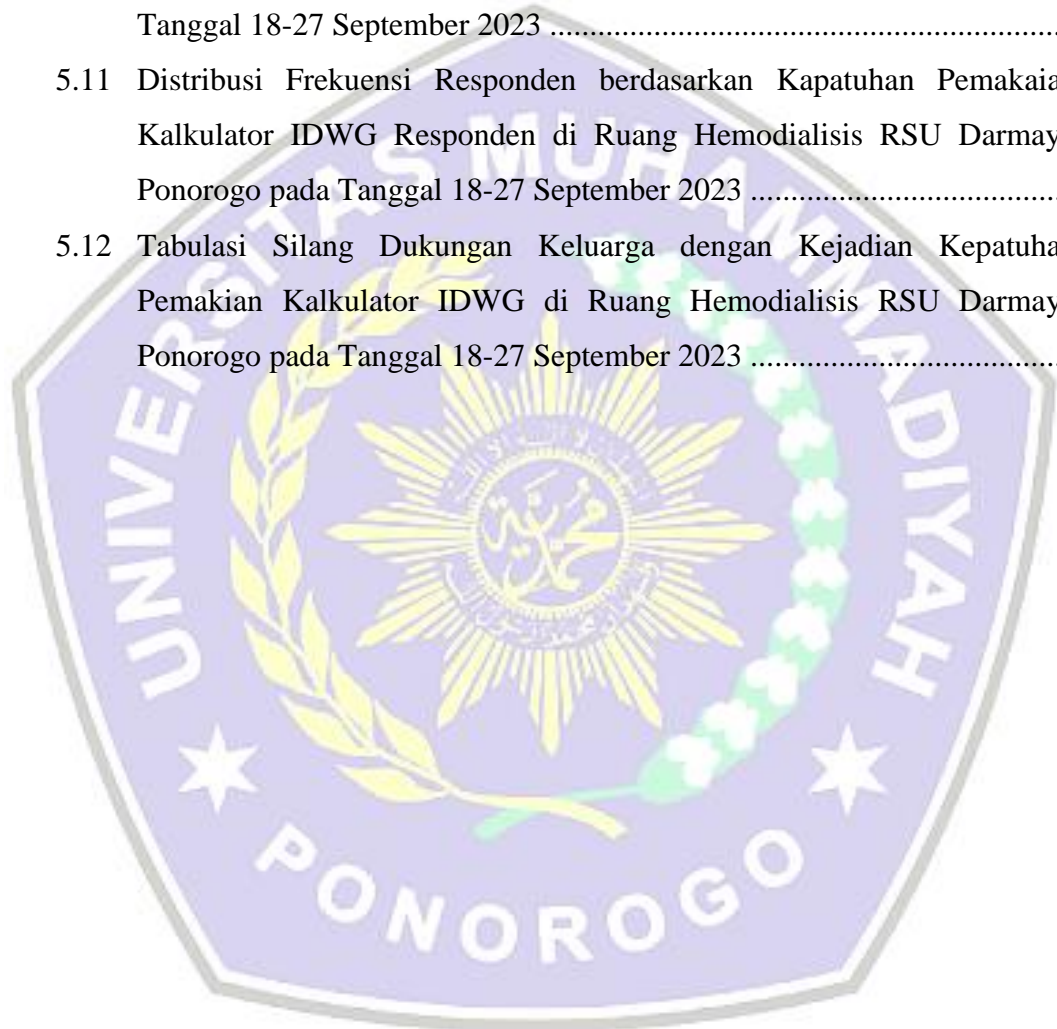 Tanggal 18-27 September 2023 ................................................................
5.11 Distribusi Frekuensi Responden berdasarkan Kapatuhan Pemakaia
Kalkulator IDWG Responden di Ruang Hemodialisis RSU Darmay
Ponorogo pada Tanggal 18-27 September 2023 .......................................
5.12 Tabulasi Silang Dukungan Keluarga dengan Kejadian Kepatuha
Pemakian Kalkulator IDWG di Ruang Hemodialisis RSU Darmay
Ponorogo pada Tanggal 18-27 September 2023 .......................................
UNIVERSITAS MUHAMMADIYAH
PONOROGO
محمدية